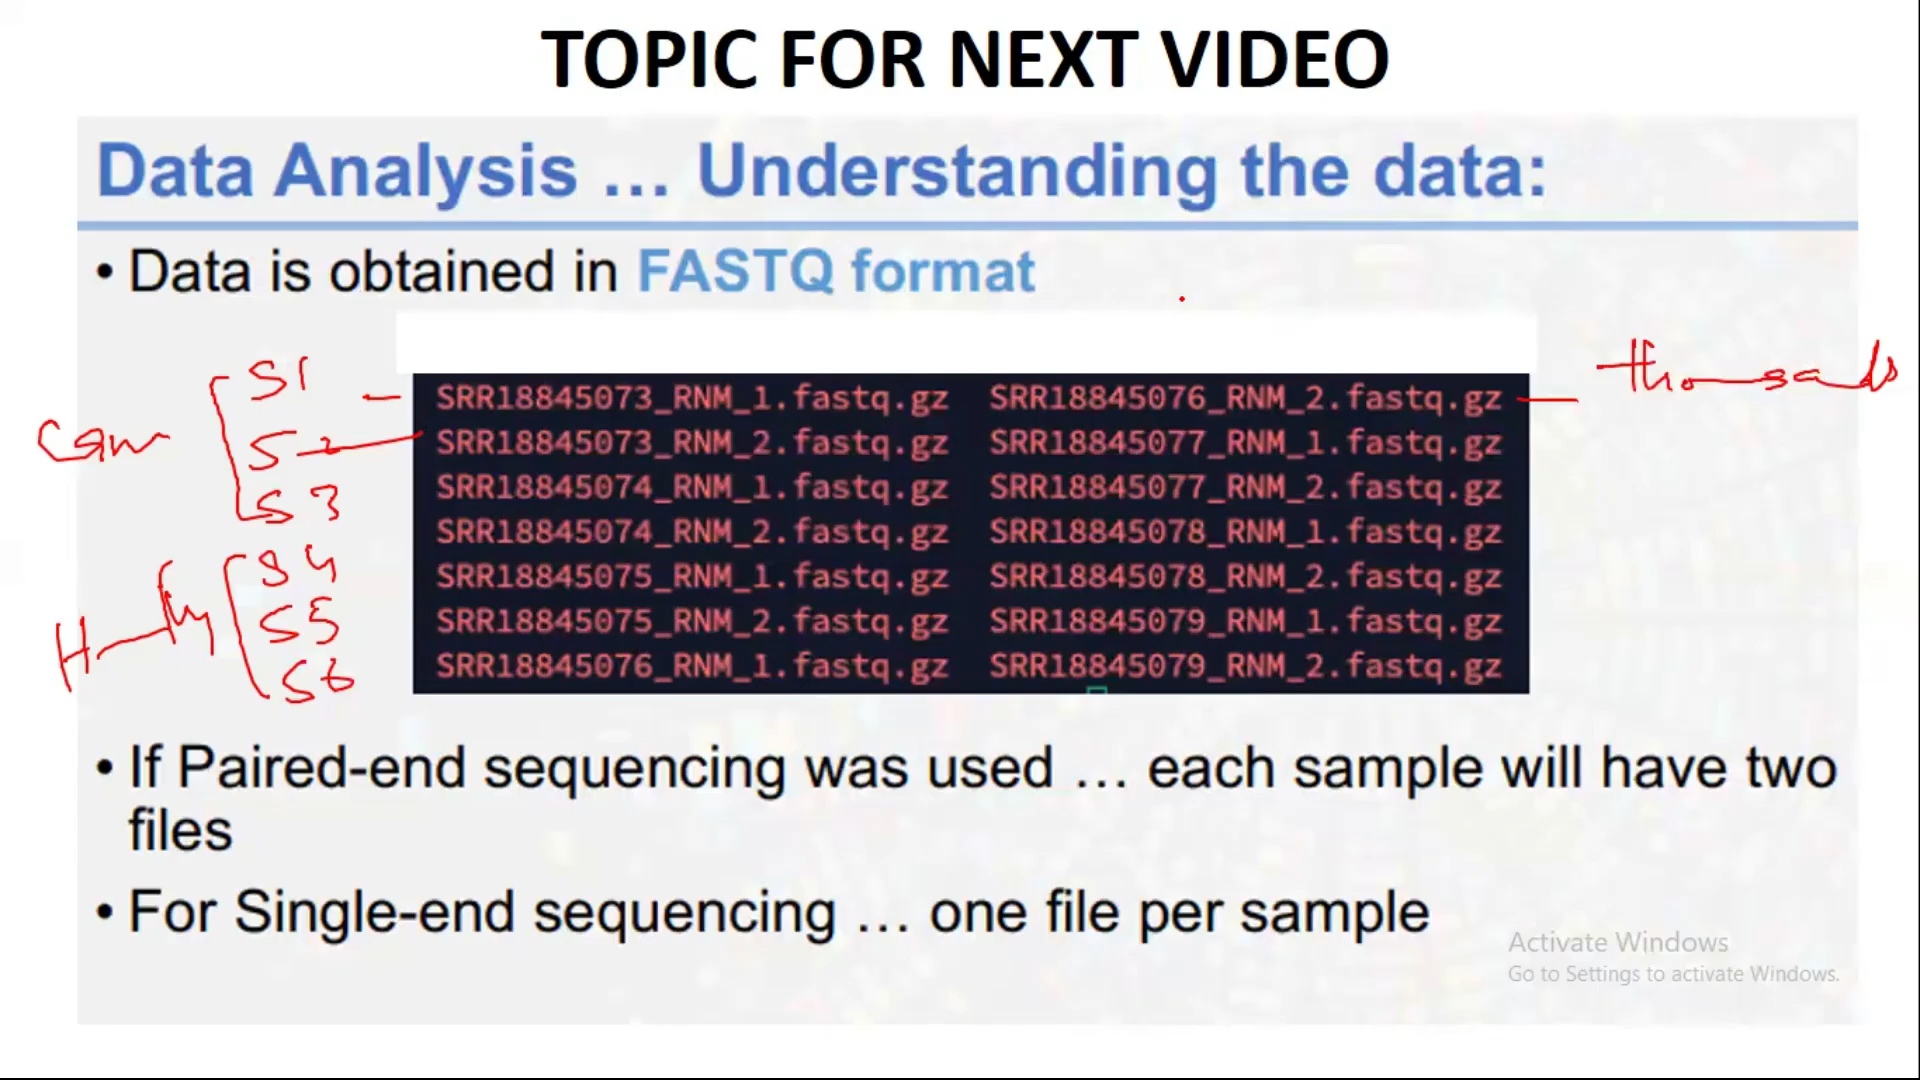 TOPIC FOR NEXT VIDEO
Data Analysis ... Understanding the data:
• Data is obtained in FASTQ format
S1
S2
S3
S4
S5
S6
thousands
SRR18845073_RNM_1.fastq.gz SRR18845076_RNM_2.fastq.gz
SRR18845073_RNM_2.fastq.gz SRR18845077_RNM_1.fastq.gz
SRR18845074_RNM_1.fastq.gz SRR18845077_RNM_2.fastq.gz
SRR18845074_RNM_2.fastq.gz SRR18845078_RNM_1.fastq.gz
SRR18845075_RNM_1.fastq.gz SRR18845078_RNM_2.fastq.gz
SRR18845075_RNM_2.fastq.gz SRR18845079_RNM_1.fastq.gz
SRR18845076_RNM_1.fastq.gz SRR18845079_RNM_2.fastq.gz
• If Paired-end sequencing was used ... each sample will have two
files
• For Single-end sequencing ... one file per sample
Activate Windows
Go to Settings to activate Windows.